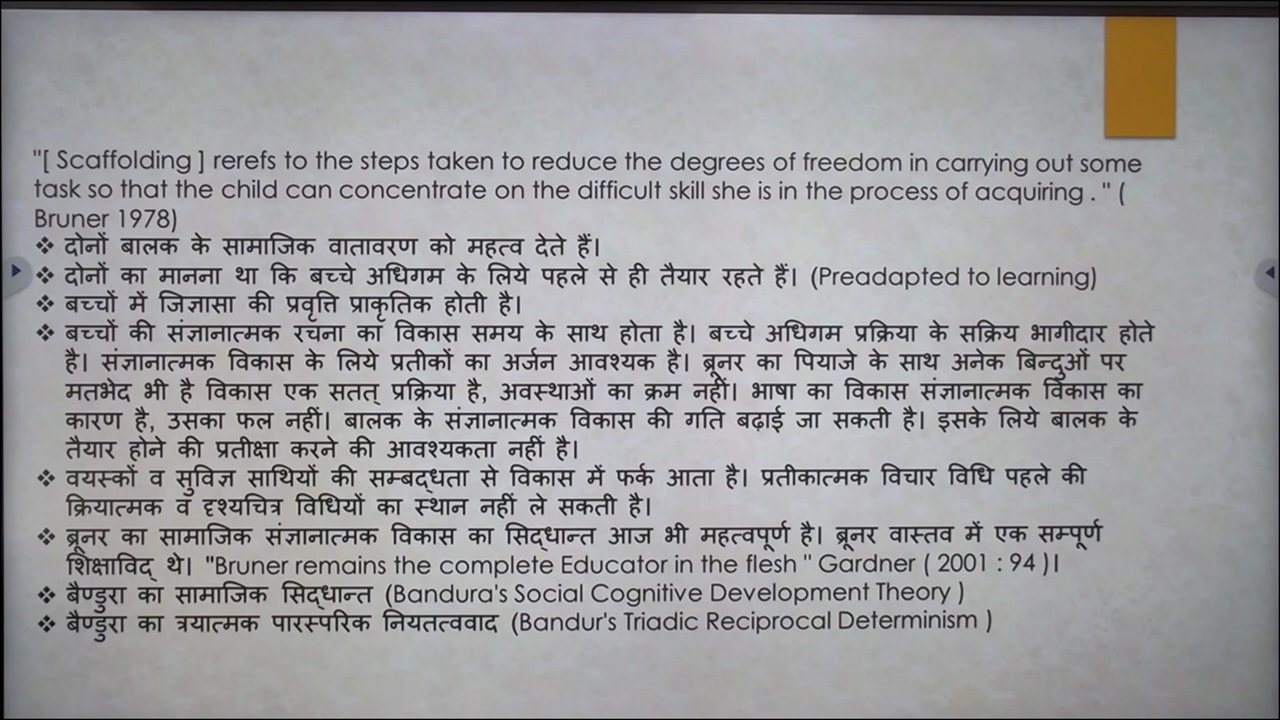 "[ Scaffolding ] rerefs to the steps taken to reduce the degrees of freedom in carrying out some
task so that the child can concentrate on the difficult skill she is in the process of acquiring . " (
Bruner 1978)
❖ दोनों बालक के सामाजिक वातावरण को महत्व देते हैं।
❖ दोनों का मानना था कि बच्चे अधिगम के लिये पहले से ही तैयार रहते हैं। (Preadapted to learning)
❖ बच्चों में जिज्ञासा की प्रवृत्ति प्राकृतिक होती है।
❖ बच्चों की संज्ञानात्मक रचना का विकास समय के साथ होता है। बच्चे अधिगम प्रक्रिया के सक्रिय भागीदार होते
है। संज्ञानात्मक विकास के लिये प्रतीकों का अर्जन आवश्यक है। ब्रूनर का पियाजे के साथ अनेक बिन्दुओं पर
मतभेद भी है विकास एक सतत् प्रक्रिया है, अवस्थाओं का क्रम नहीं। भाषा का विकास संज्ञानात्मक विकास का
कारण है, उसका फल नहीं। बालक के संज्ञानात्मक विकास की गति बढ़ाई जा सकती है। इसके लिये बालक के
तैयार होने की प्रतीक्षा करने की आवश्यकता नहीं है।
❖ वयस्कों व सुविज्ञ साथियों की सम्बद्धता से विकास में फर्क आता है। प्रतीकात्मक विचार विधि पहले की
क्रियात्मक व दृश्यचित्र विधियों का स्थान नहीं ले सकती है।
❖ ब्रूनर का सामाजिक संज्ञानात्मक विकास का सिद्धान्त आज भी महत्वपूर्ण है। ब्रूनर वास्तव में एक सम्पूर्ण
शिक्षाविद् थे। "Bruner remains the complete Educator in the flesh " Gardner ( 2001 : 94 )।
❖ बैण्डुरा का सामाजिक सिद्धान्त (Bandura's Social Cognitive Development Theory )
❖ बैण्डुरा का त्रयात्मक पारस्परिक नियतत्ववाद (Bandur's Triadic Reciprocal Determinism )